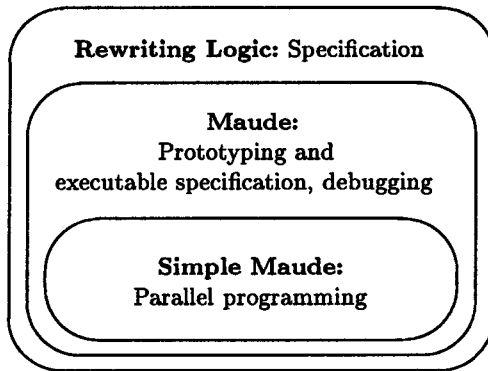 Rewriting Logic: Specification
Maude:
Prototyping and
executable specification, debugging
Simple Maude:
Parallel programming